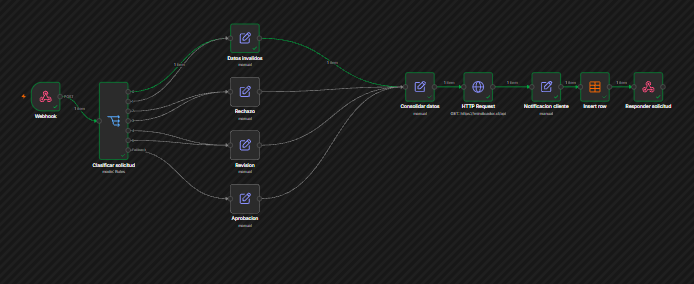 Datos invalidos
manual
1 item
1 item
Rechazo
manual
POST
1 item
Webhook
Clasificar solicitud
mode: Rules
Revision
manual
Aprobacion
manual
Consolidar datos
manual
1 item
HTTP Request
1 item
Notificacion cliente
manual
1 item
Insert row
1 item
Responder solicitud